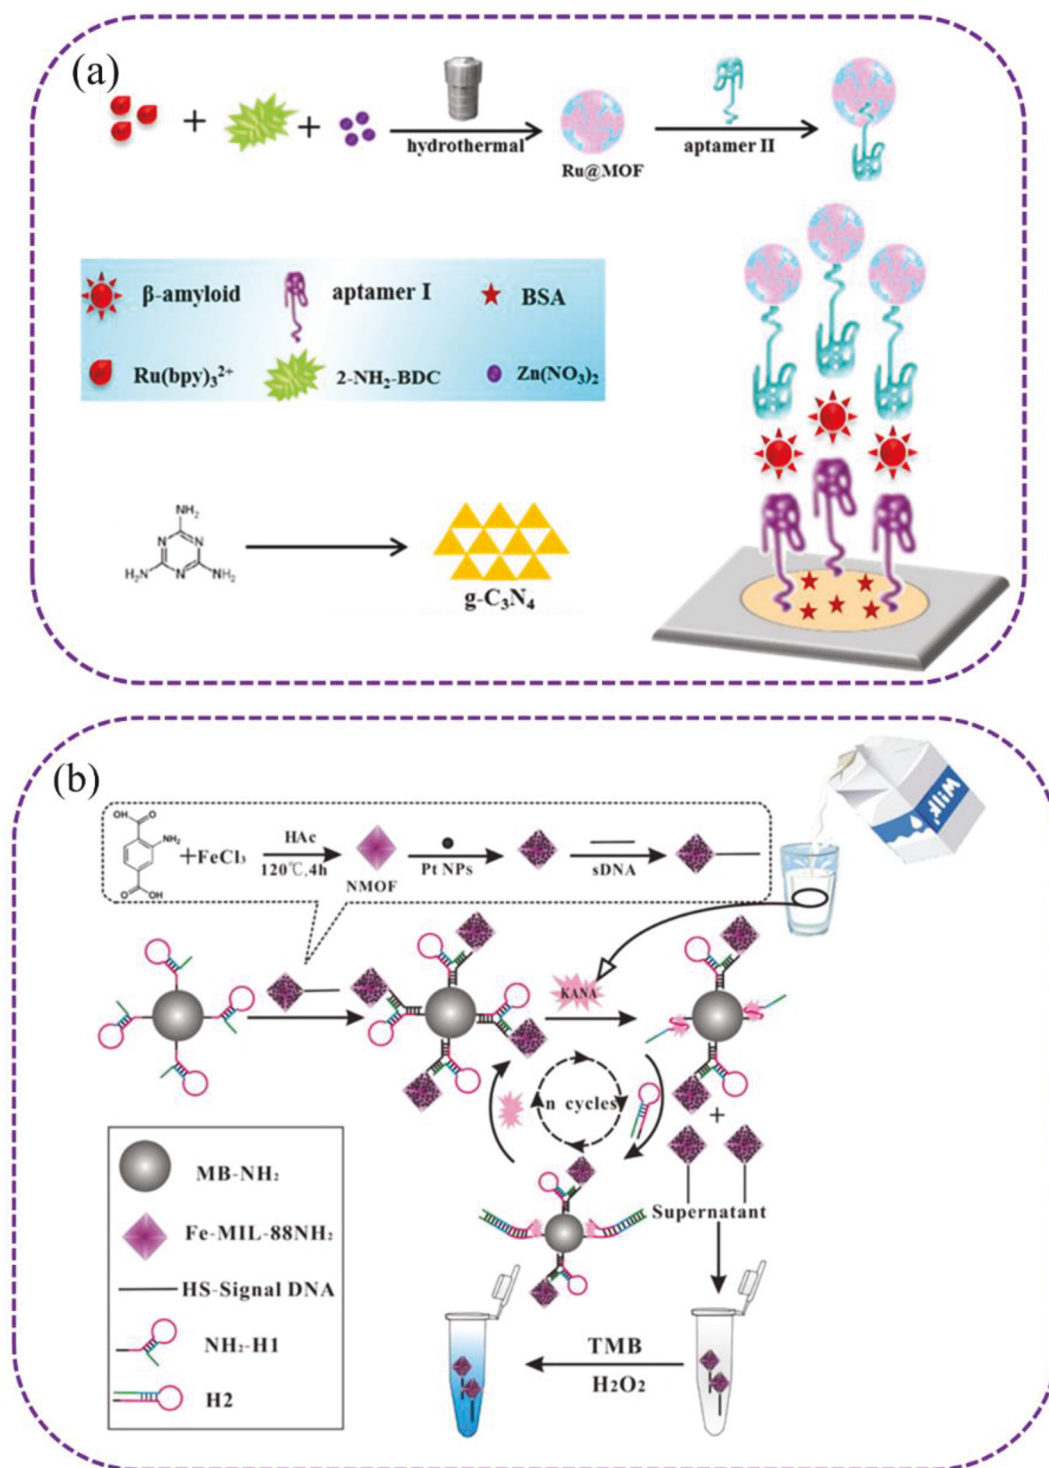 (a)
+
+
hydrothermal
Ru@MOF
aptamer II
β-amyloid
aptamer I
BSA
Ru(bpy)₃²⁺
2-NH₂-BDC
Zn(NO₃)₂
NH₂
N
N
N
H₂N
NH₂
g-C₃N₄
(b)
Milk
O
OH
NH₂
O
OH
+FeCl₃
HAc
120℃,4h
NMOF
Pt NPs
sDNA
KANA
n cycles
+
Supernatant
MB-NH₂
Fe-MIL-88NH₂
HS-Signal DNA
NH₂-H1
H2
TMB
H₂O₂